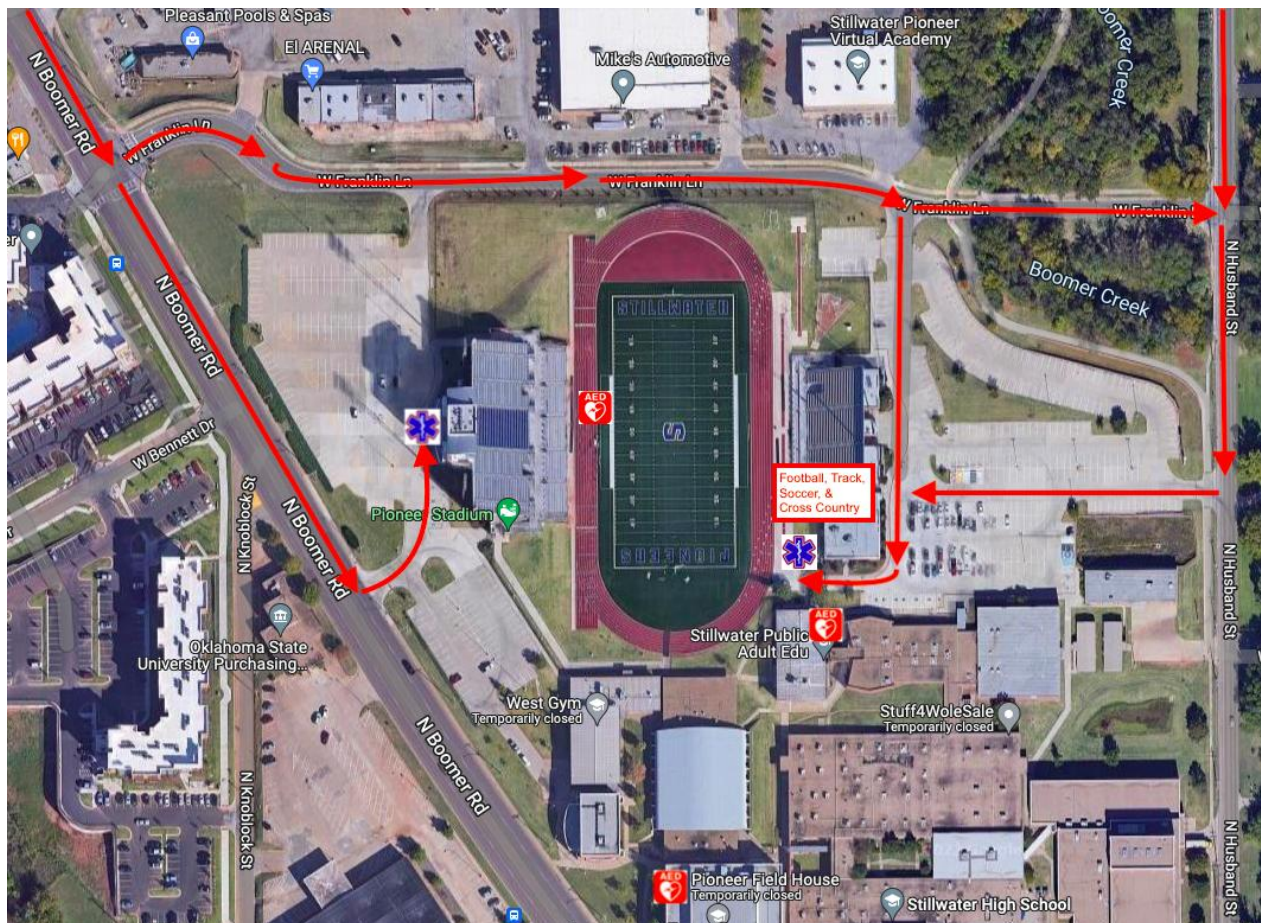 Pleasant Pools & Spas
El ARENAL
Mike's Automotive
Stillwater Pioneer
Virtual Academy
Boomer Creek
N Boomer Rd
W Franklin Ln
W Franklin Ln
W Franklin Ln
W Franklin Ln
Boomer Creek
N Husband St
N Boomer Rd
STILLWATER
AED
S
W Bennett Dr
N Knoblock St
Football, Track,
Soccer, &
Cross Country
Pioneer Stadium
N Boomer Rd
PIONEERS
AED
Stillwater Public
Adult Edu
N Husband St
Oklahoma State
University Purchasing...
West Gym
Temporarily closed
Stuff4WoleSale
Temporarily closed
N Boomer Rd
N Knoblock St
AED
Pioneer Field House
Temporarily closed
Stillwater High School
N Husband St